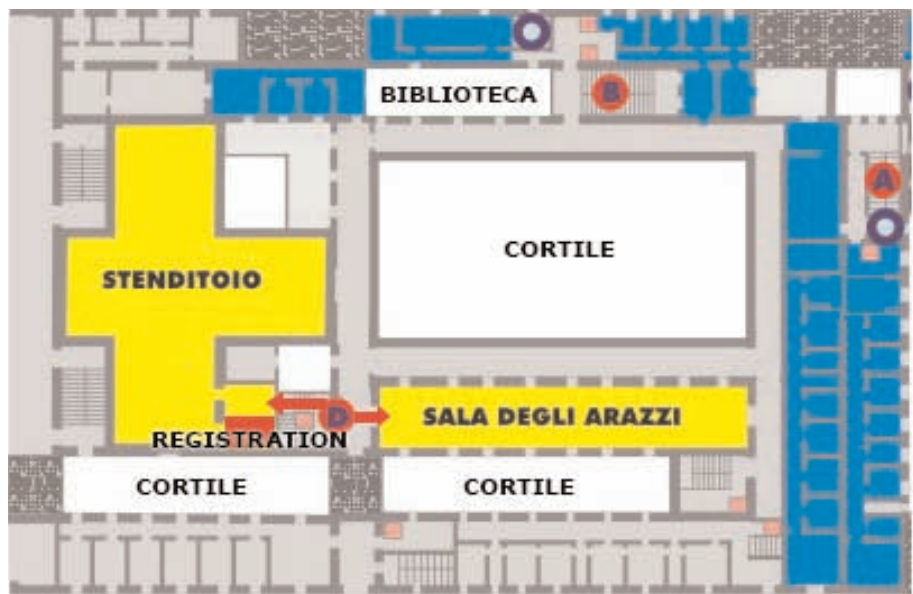 BIBLIOTECA
B
A
CORTILE
STENDITOIO
D
SALA DEGLI ARAZZI
REGISTRATION
CORTILE
CORTILE